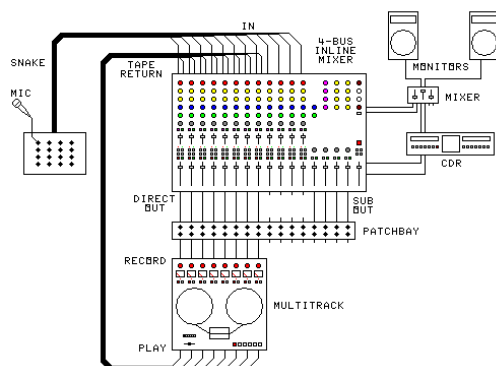 IN
4-BUS
INLINE
MIXER
SNAKE
TAPE
RETURN
MONITORS
MIC
MIXER
CDR
DIRECT
OUT
SUB
OUT
PATCHBAY
RECORD
MULTITRACK
PLAY